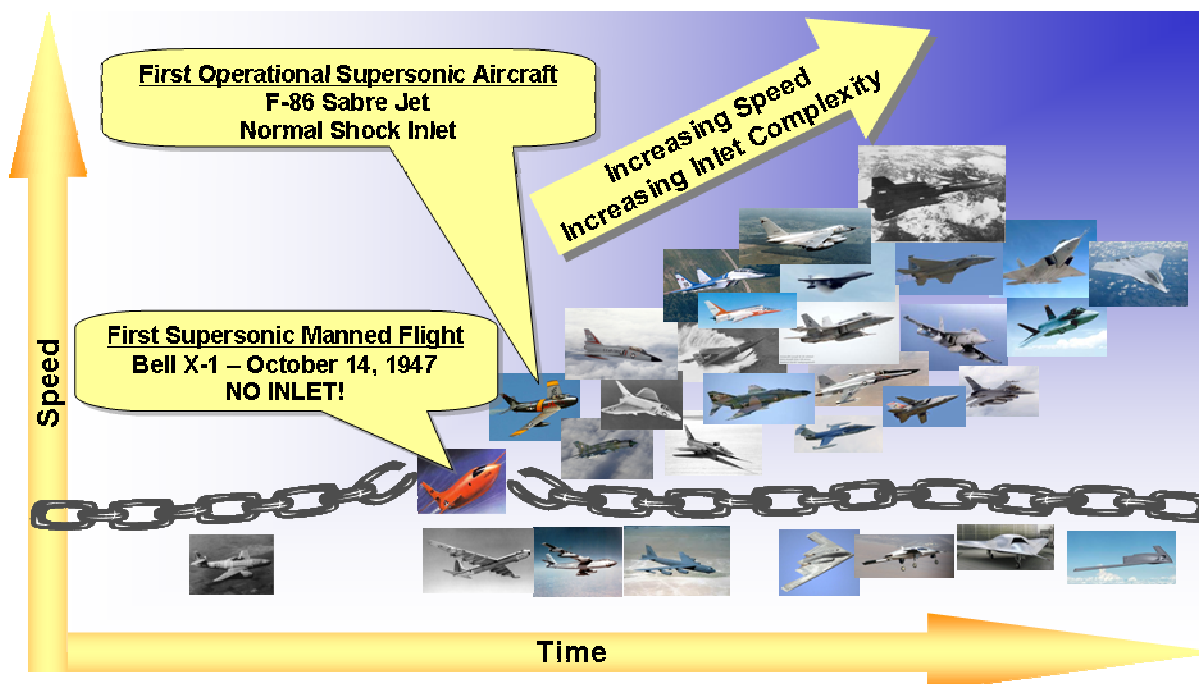 First Operational Supersonic Aircraft
F-86 Sabre Jet
Normal Shock Inlet
Increasing Speed
Increasing Inlet Complexity
First Supersonic Manned Flight
Bell X-1 – October 14, 1947
NO INLET!
Speed
Time